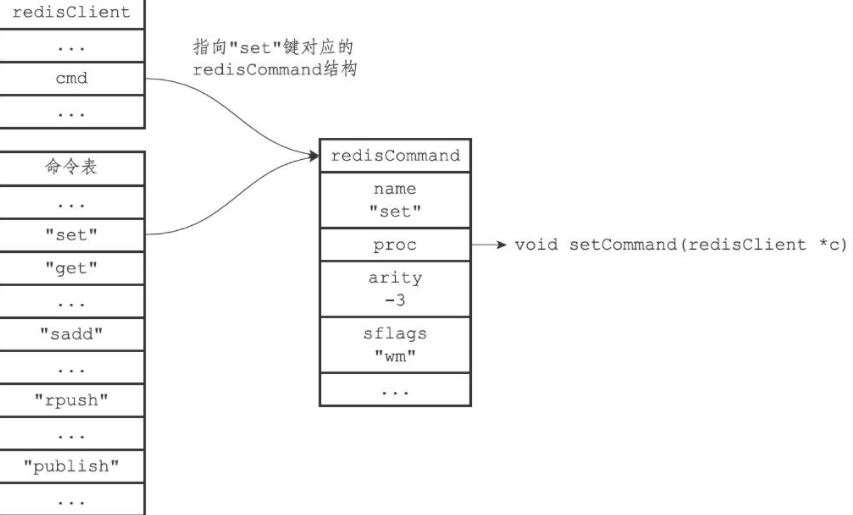 redisClient
...
cmd
...
指向"set"键对应的
redisCommand结构
命令表
...
"set"
"get"
...
"sadd"
...
"rpush"
...
"publish"
...
redisCommand
name
"set"
proc
arity
-3
sflags
"wm"
...
void setCommand(redisClient *c)